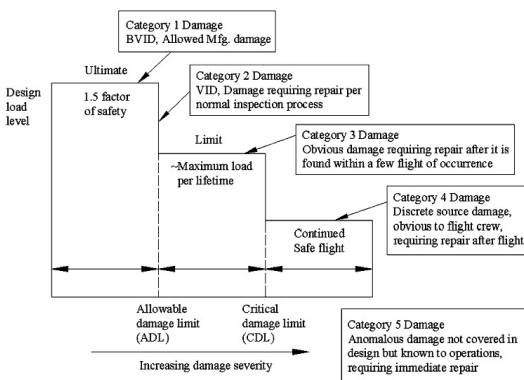 Category 1 Damage
BVID, Allowed Mfg. damage
Ultimate
Design
load
level
1.5 factor
of safety
Category 2 Damage
VID, Damage requiring repair per
normal inspection process
Limit
~Maximum load
per lifetime
Category 3 Damage
Obvious damage requiring repair after it is
found within a few flight of occurrence
Category 4 Damage
Discrete source damage,
obvious to flight crew,
requiring repair after flight
Continued
Safe flight
Allowable
damage limit
(ADL)
Critical
damage limit
(CDL)
Increasing damage severity
Category 5 Damage
Anomalous damage not covered in
design but known to operations,
requiring immediate repair